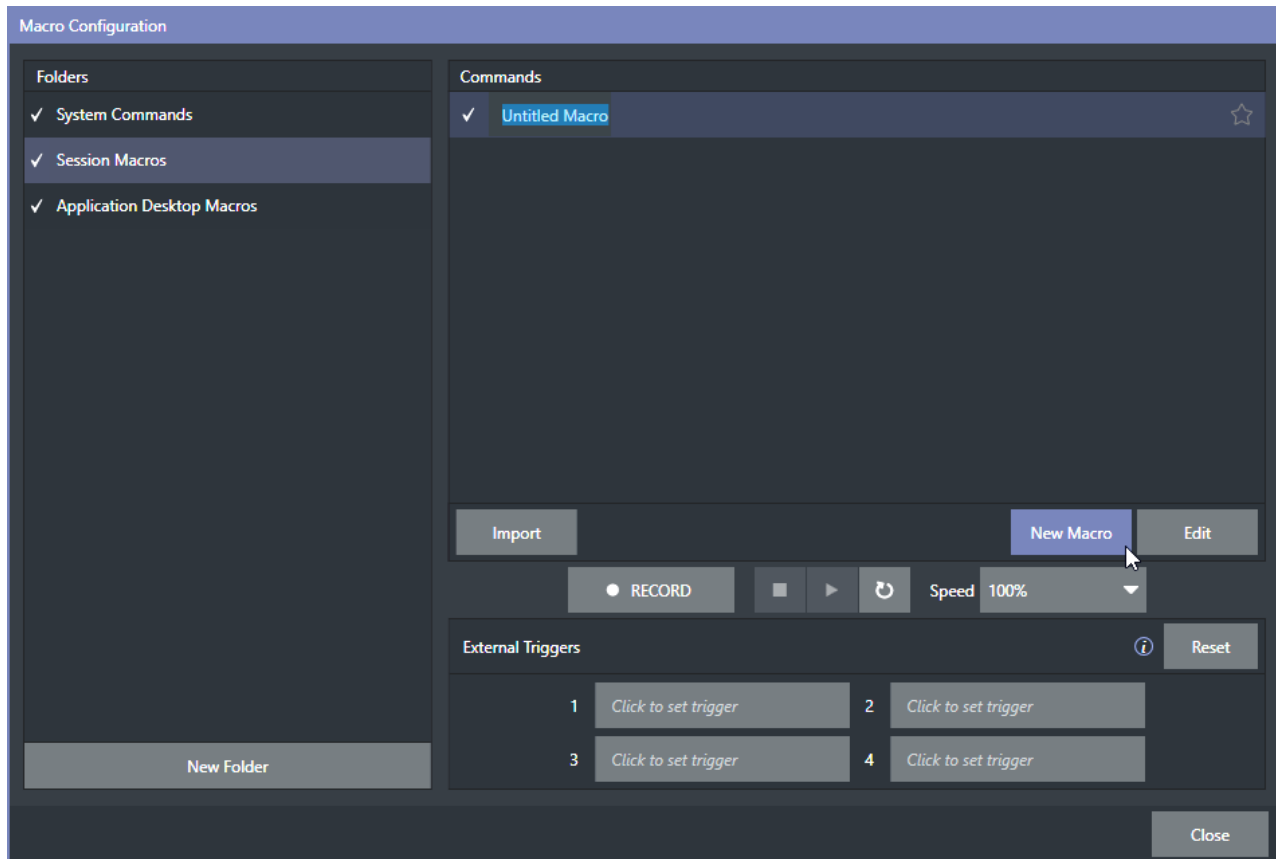 Macro Configuration
Folders
System Commands
Session Macros
Application Desktop Macros
New Folder
Commands
Untitled Macro
Import
New Macro
Edit
RECORD
Speed 100%
External Triggers
i
Reset
1 Click to set trigger 2 Click to set trigger
3 Click to set trigger 4 Click to set trigger
Close